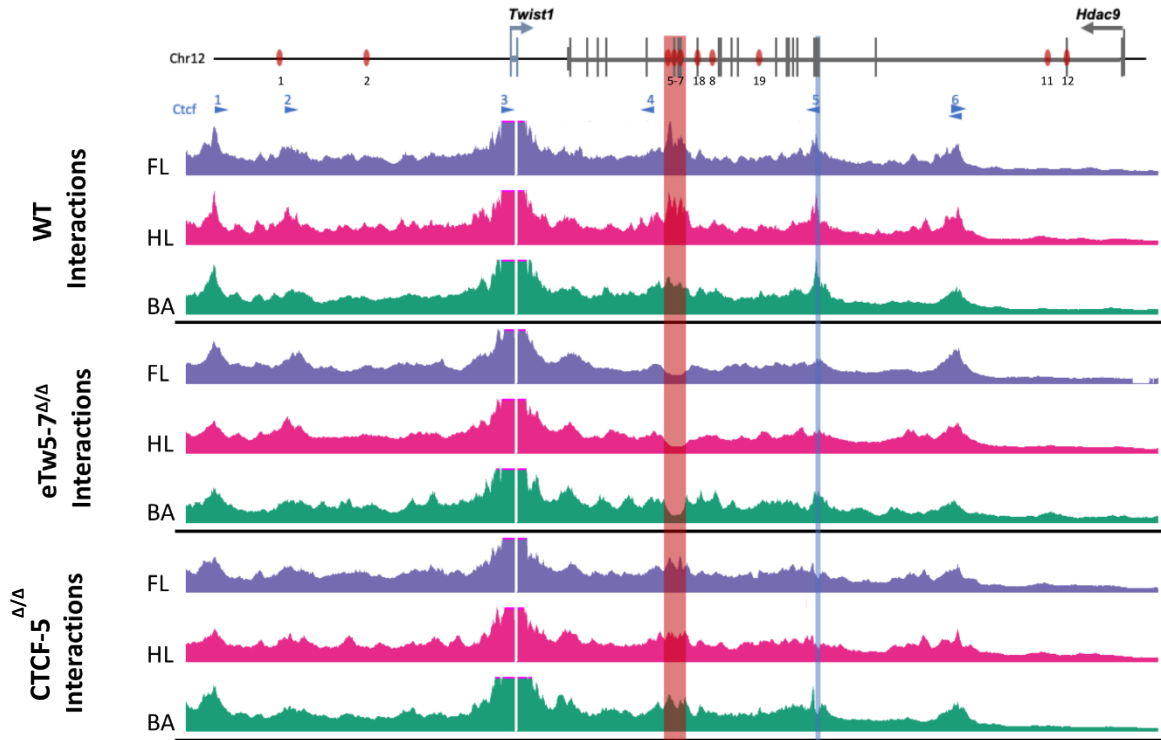 Twist1
Hdac9
Chr12
1 2 5-7 18 8 19 11 12
Ctcf 1 2 3 4 5 6
WT
Interactions
FL
HL
BA
eTw5-7Δ/Δ
Interactions
FL
HL
BA
CTCF-5Δ/Δ
Interactions
FL
HL
BA